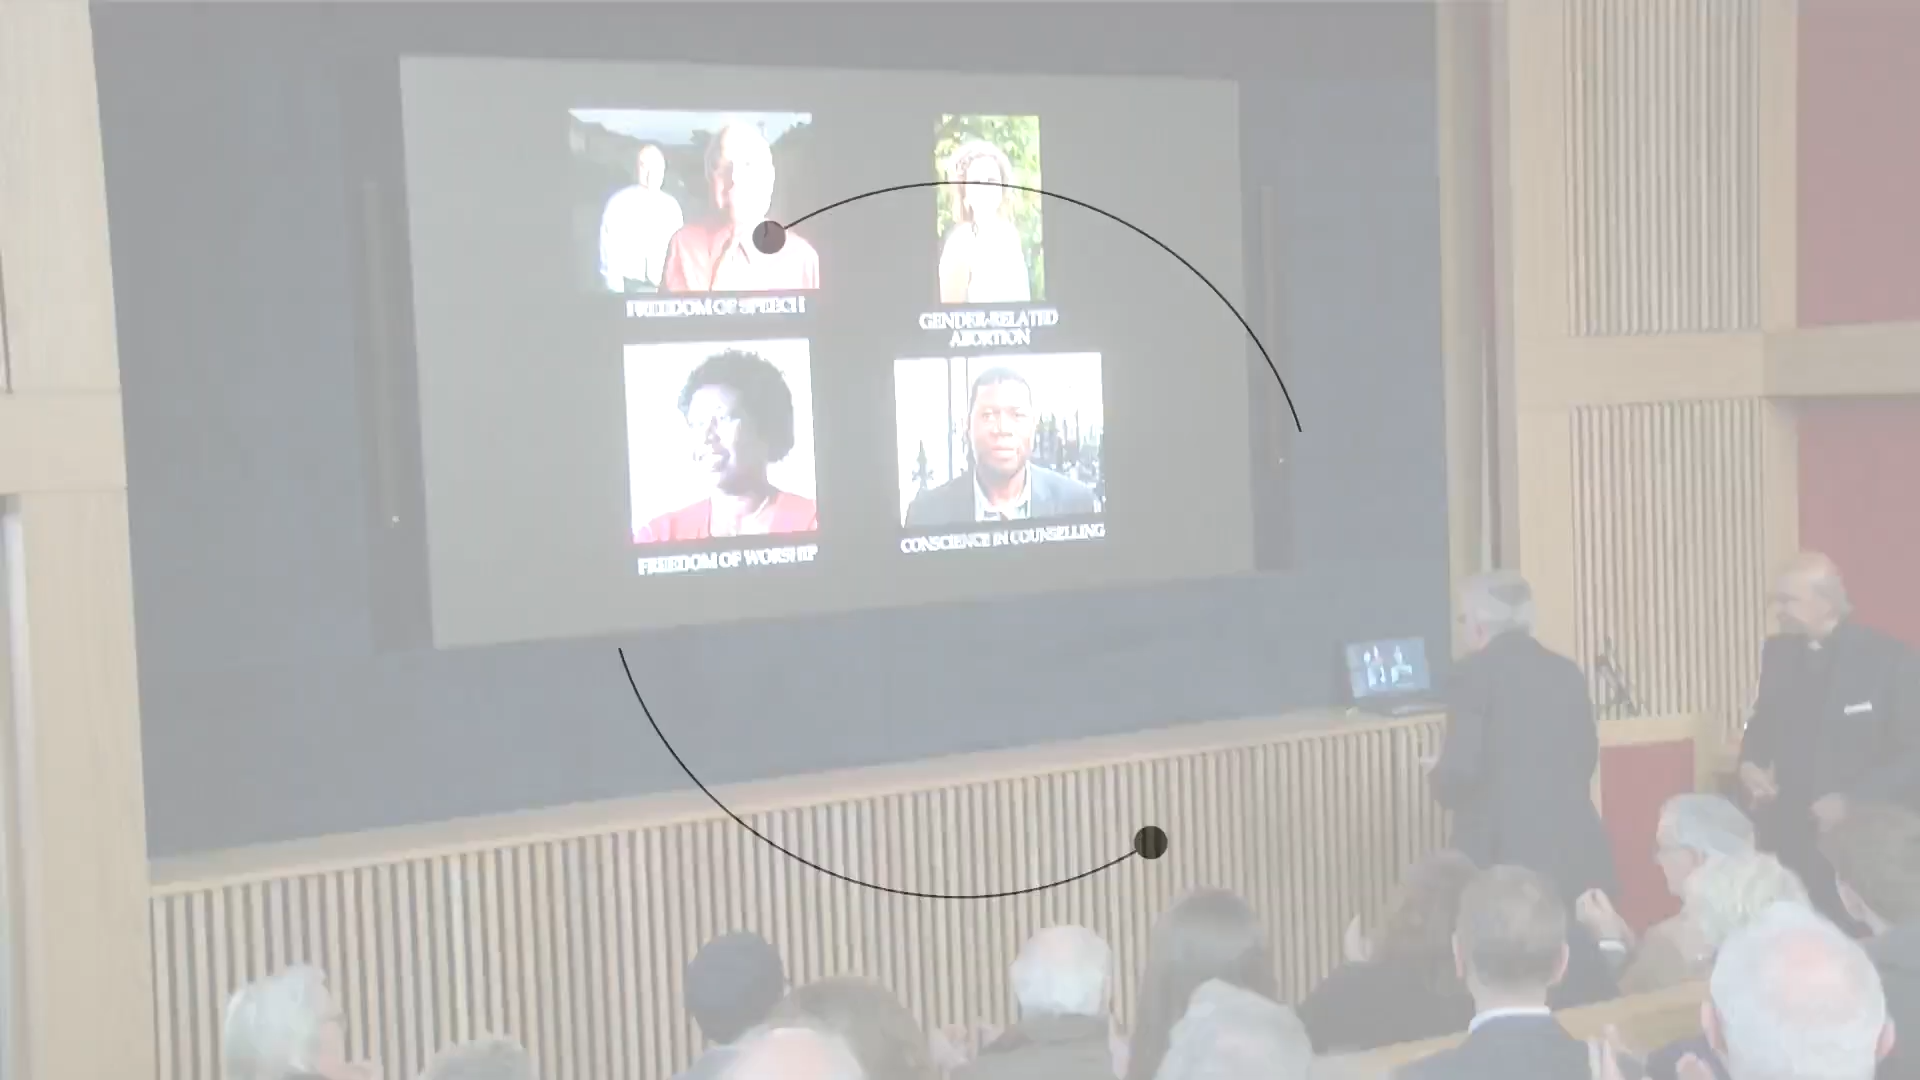 FREEDOM OF SPEECH
GENDER-RELATED
ABORTION
FREEDOM OF WORSHIP
CONSCIENCE IN COUNSELLING